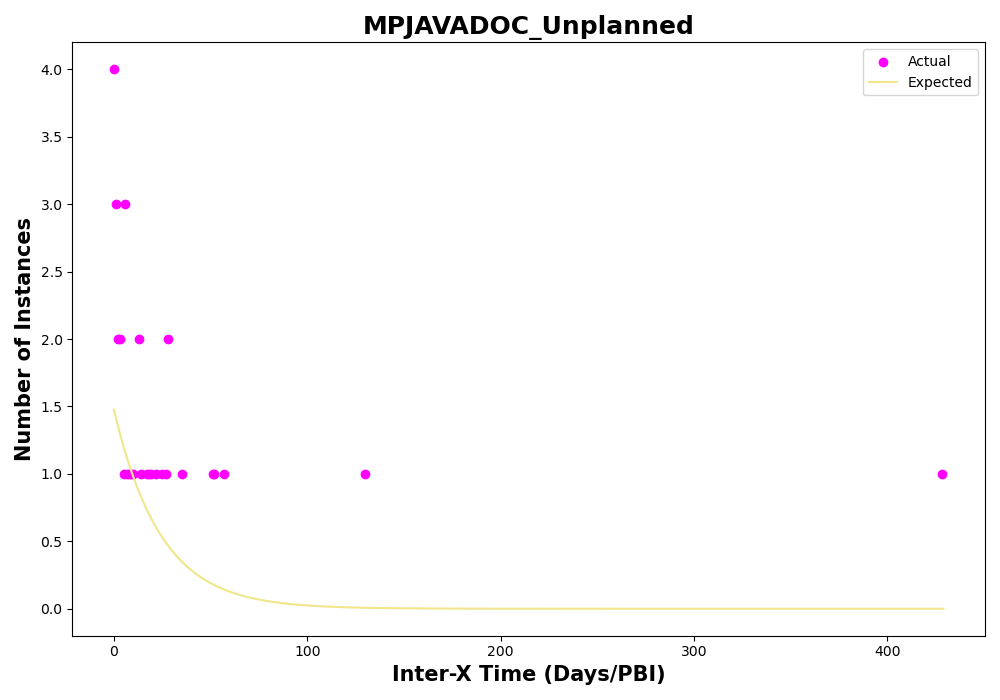 MPJAVADOC_Unplanned
Actual
Expected
4.0
3.5
3.0
2.5
2.0
1.5
1.0
0.5
0.0
Number of Instances
0
100
200
300
400
Inter-X Time (Days/PBI)